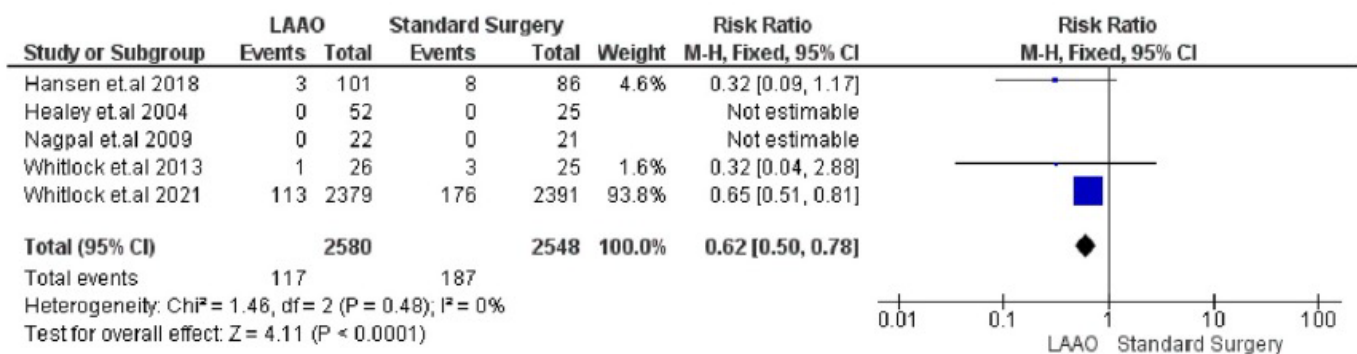 LAAO Standard Surgery Risk Ratio Risk Ratio
Study or Subgroup Events Total Events Total Weight M-H, Fixed, 95% CI M-H, Fixed, 95% CI
Hansen et.al 2018 3 101 8 86 4.6% 0.32 [0.09, 1.17]
Healey et.al 2004 0 52 0 25 Not estimable
Nagpal et.al 2009 0 22 0 21 Not estimable
Whitlock et.al 2013 1 26 3 25 1.6% 0.32 [0.04, 2.88]
Whitlock et.al 2021 113 2379 176 2391 93.8% 0.65 [0.51, 0.81]
Total (95% CI) 2580 2548 100.0% 0.62 [0.50, 0.78]
Total events 117 187
Heterogeneity: Chi² = 1.46, df = 2 (P = 0.48); I² = 0%
Test for overall effect: Z = 4.11 (P < 0.0001)
0.01 0.1 1 10 100
LAAO Standard Surgery